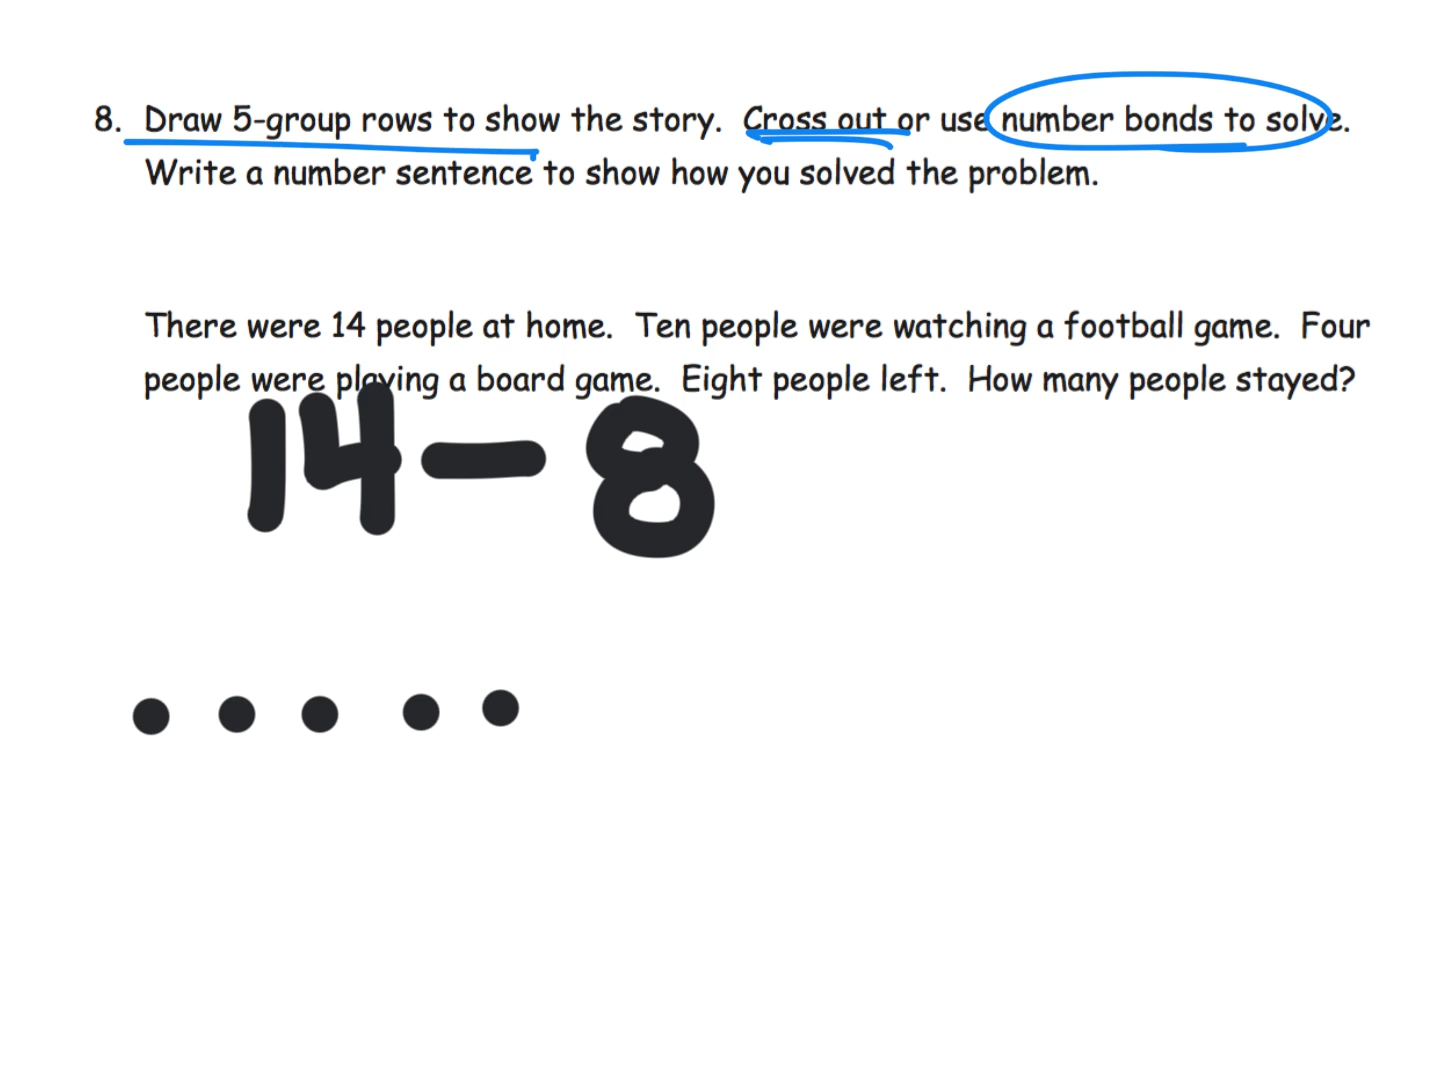 8. Draw 5-group rows to show the story. Cross out or use number bonds to solve.
Write a number sentence to show how you solved the problem.
There were 14 people at home. Ten people were watching a football game. Four
people were playing a board game. Eight people left. How many people stayed?
14 - 8